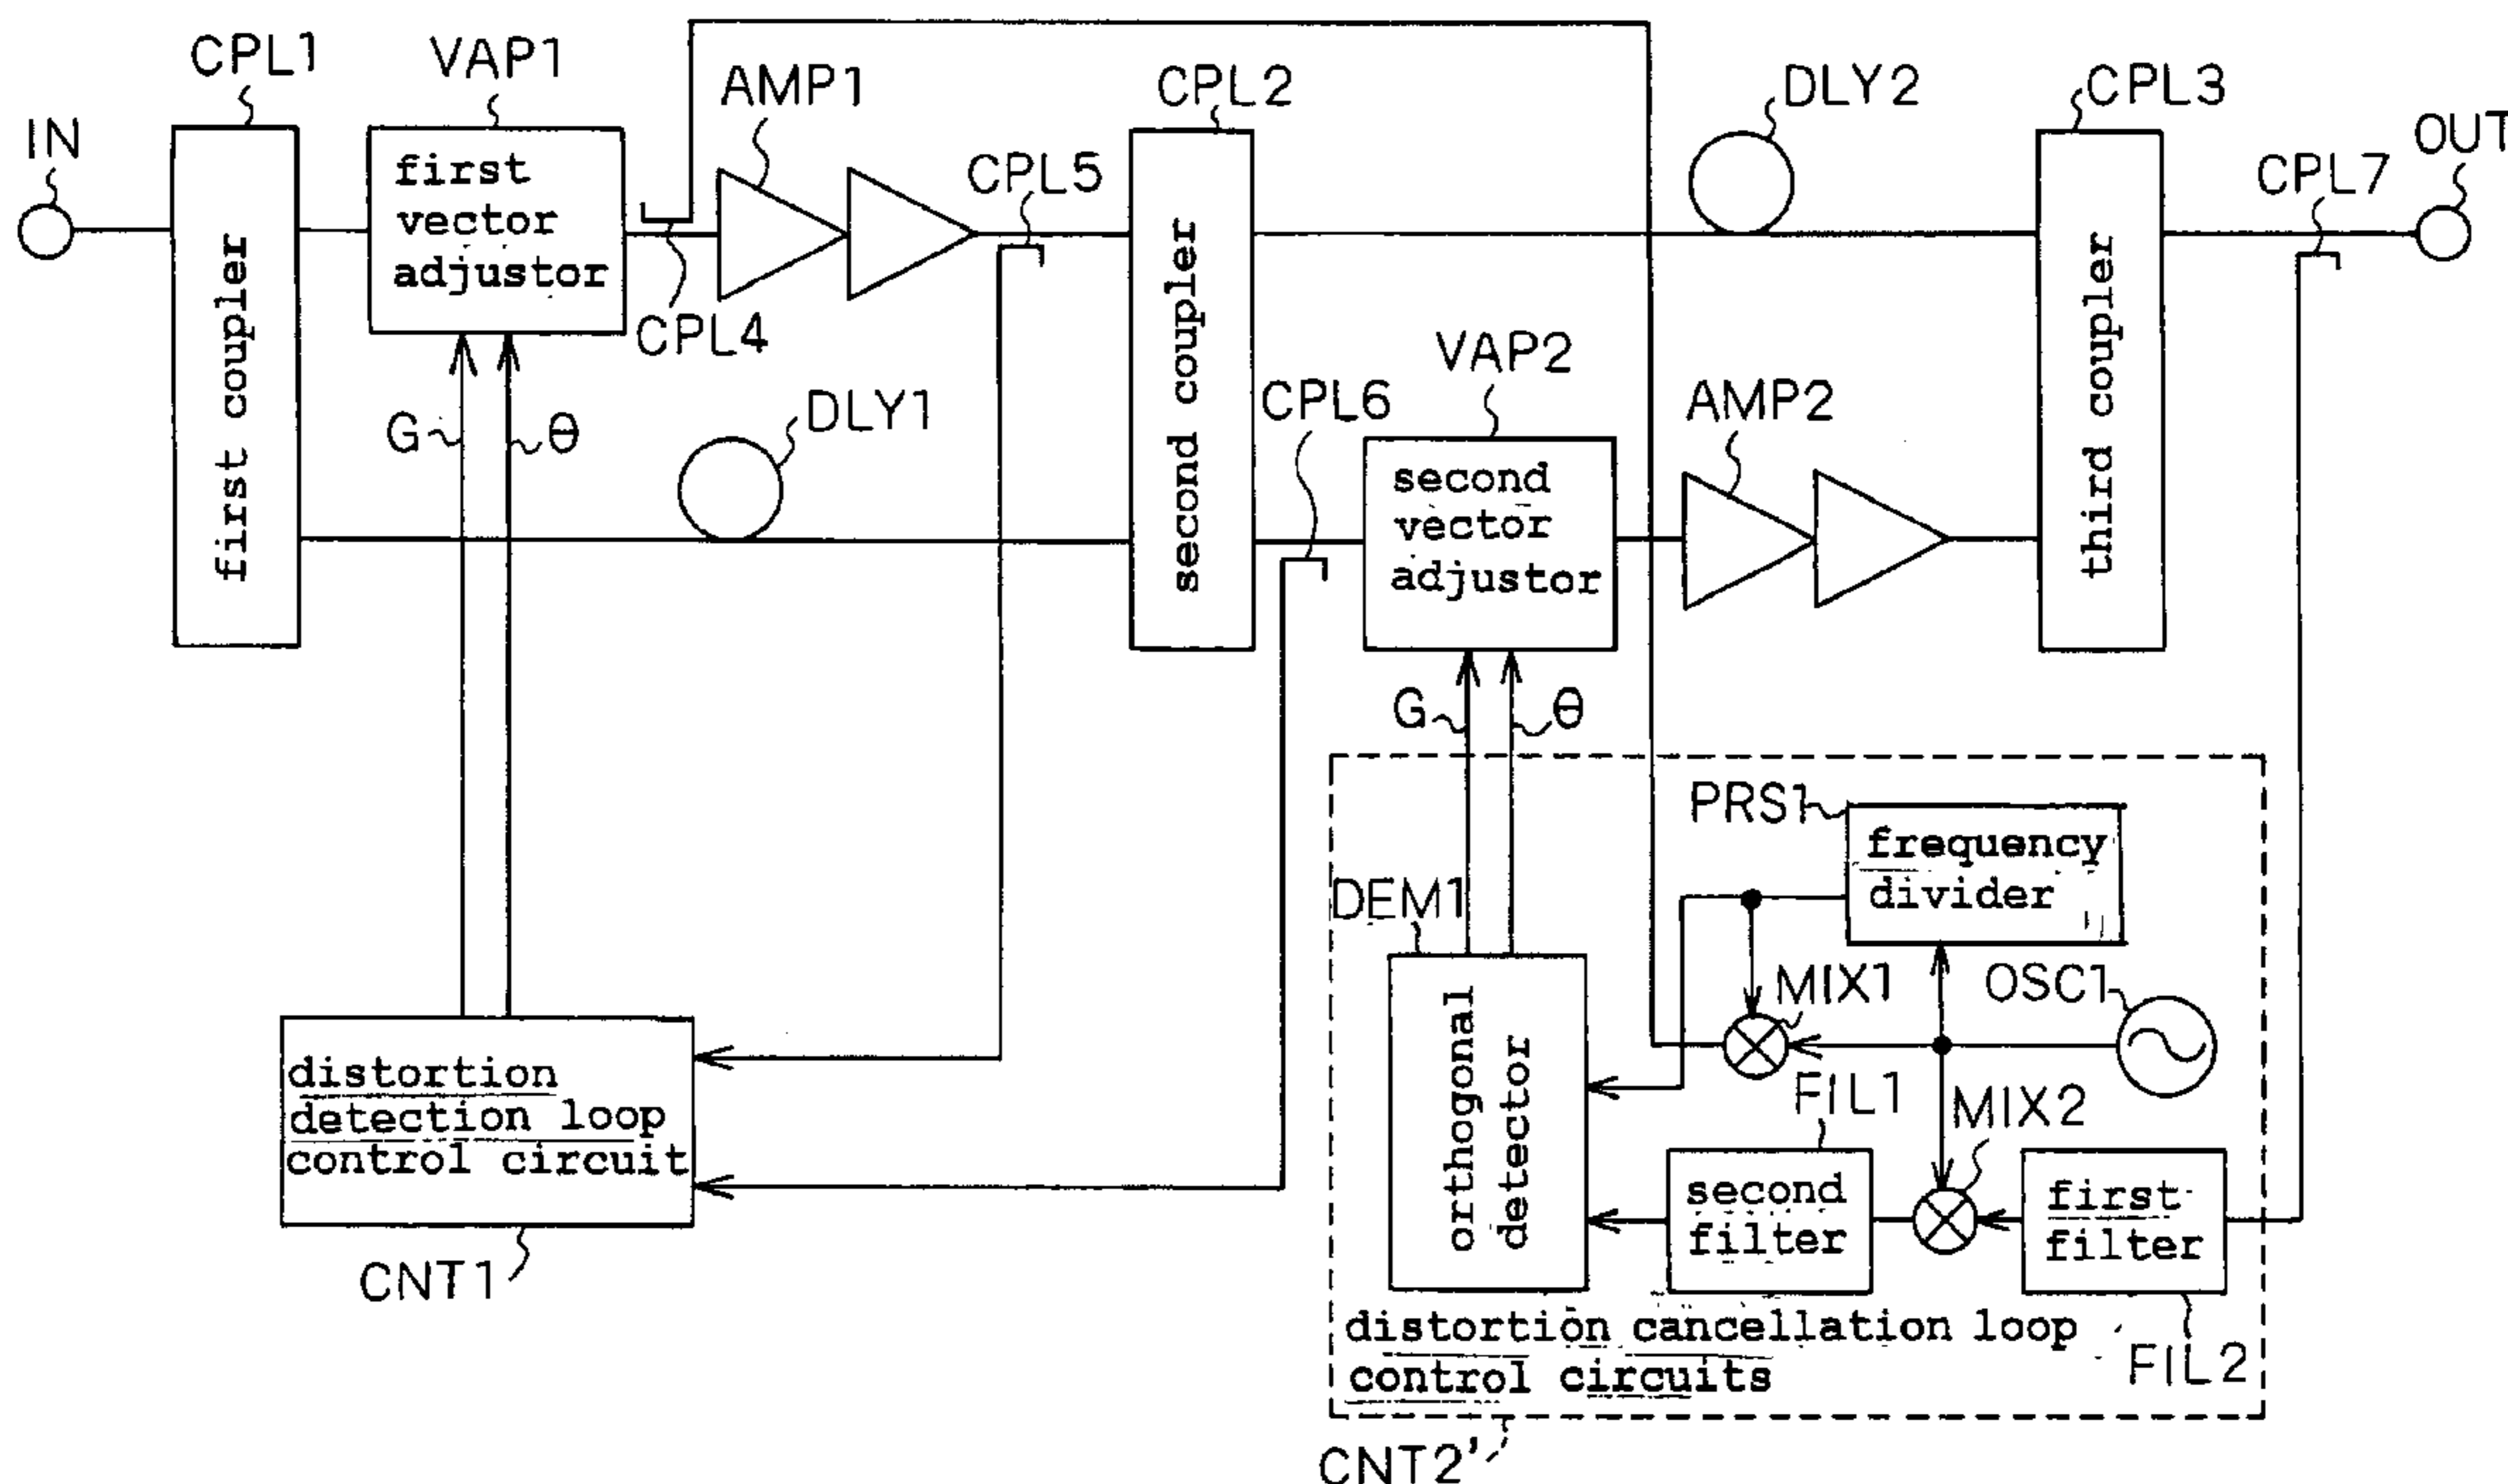 CPL1
VAP1
AMP1
CPL2
DLY2
CPL3
IN
OUT
CPL5
CPL7
first
vector
adjustor
first coupler
second coupler
third coupler
CPL4
VAP2
CPL6
AMP2
DLY1
G
θ
second
vector
adjustor
G
θ
PRS1
frequency
divider
DEM1
MIX1
OSC1
orthogonal
detector
distortion
detection loop
control circuit
FIL1
MIX2
second
filter
first
filter
CNT1
distortion cancellation loop
control circuits
FIL2
CNT2'